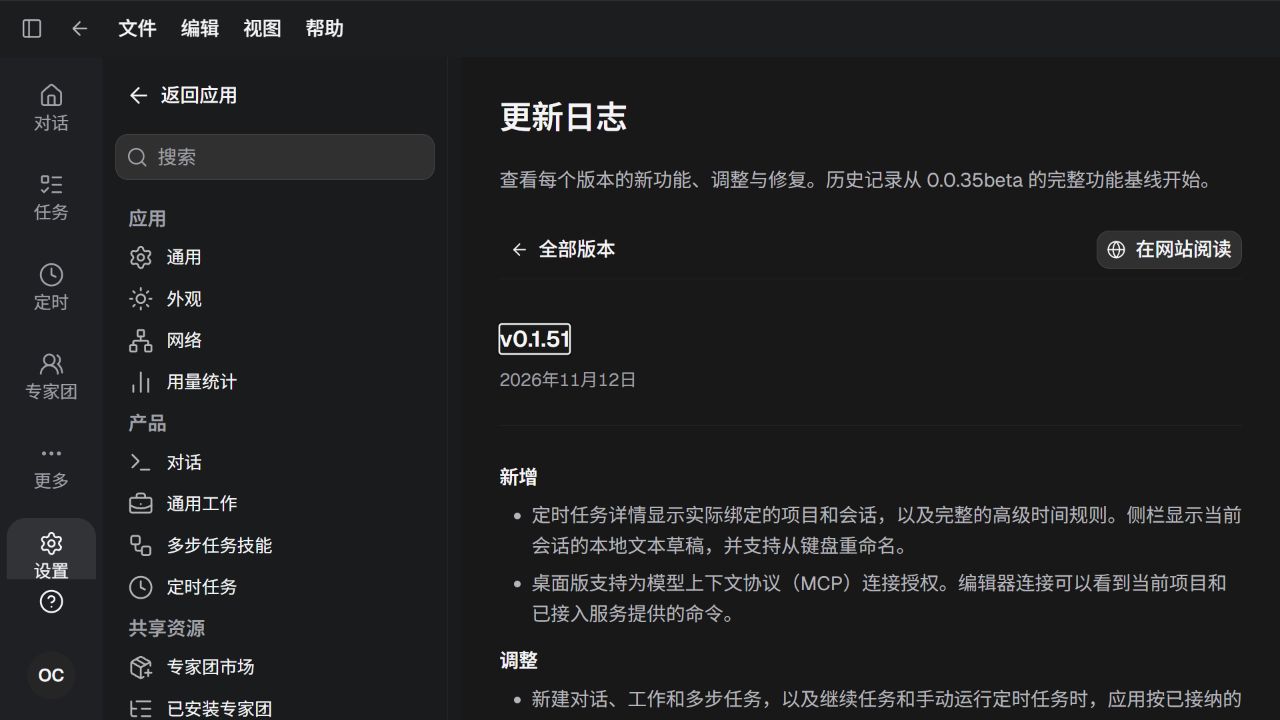 文件 编辑 视图 帮助
对话
任务
定时
专家团
更多
设置
OC
返回应用
搜索
应用
通用
外观
网络
用量统计
产品
对话
通用工作
多步任务技能
定时任务
共享资源
专家团市场
已安装专家团
更新日志
查看每个版本的新功能、调整与修复。历史记录从 0.0.35beta 的完整功能基线开始。
全部版本
在网站阅读
v0.1.51
2026年11月12日
新增
• 定时任务详情显示实际绑定的项目和会话，以及完整的高级时间规则。侧栏显示当前
会话的本地文本草稿，并支持从键盘重命名。
• 桌面版支持为模型上下文协议（MCP）连接授权。编辑器连接可以看到当前项目和
已接入服务提供的命令。
调整
• 新建对话、工作和多步任务，以及继续任务和手动运行定时任务时，应用按已接纳的